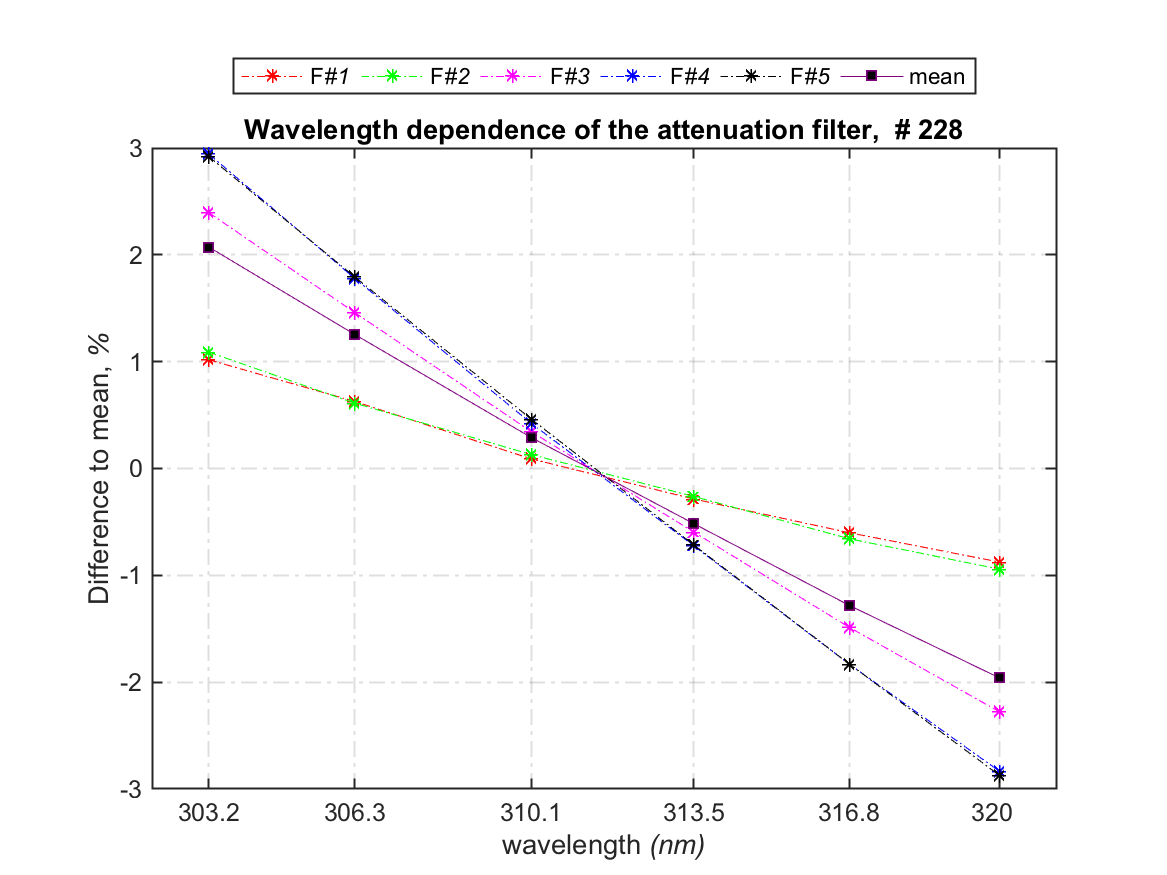 F#1 F#2 F#3 F#4 F#5 mean
Wavelength dependence of the attenuation filter, # 228
3
2
1
0
-1
-2
-3
Difference to mean, %
303.2 306.3 310.1 313.5 316.8 320
wavelength (nm)